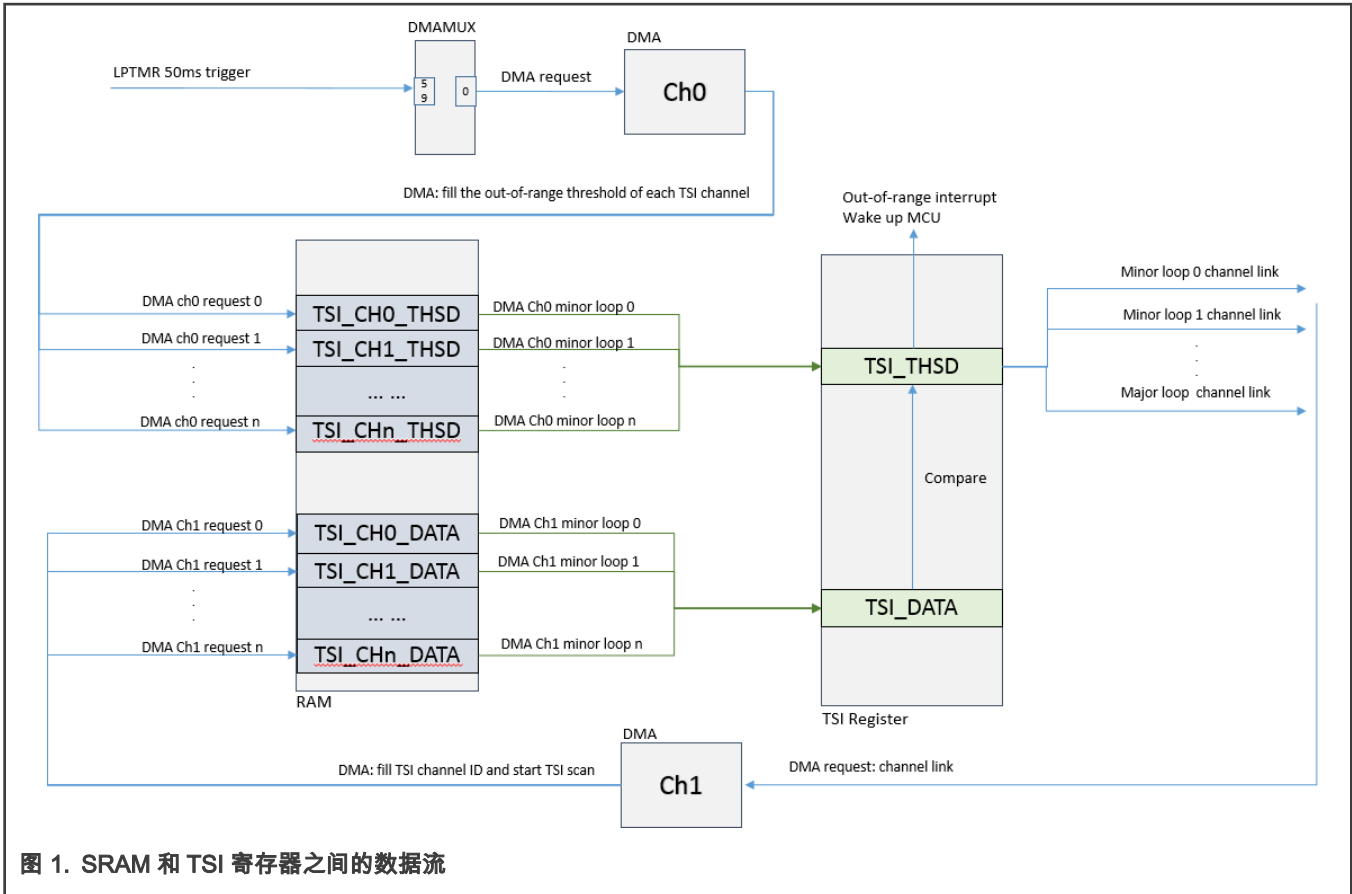 DMAMUX
DMA
LPTMR 50ms trigger
5
9
0
DMA request
Ch0
DMA: fill the out-of-range threshold of each TSI channel
Out-of-range interrupt
Wake up MCU
DMA ch0 request 0
TSI_CH0_THSD
DMA Ch0 minor loop 0
Minor loop 0 channel link
DMA ch0 request 1
TSI_CH1_THSD
DMA Ch0 minor loop 1
Minor loop 1 channel link
... ...
TSI_THSD
DMA ch0 request n
TSI_CHn_THSD
DMA Ch0 minor loop n
Major loop channel link
Compare
DMA Ch1 request 0
TSI_CH0_DATA
DMA Ch1 minor loop 0
DMA Ch1 request 1
TSI_CH1_DATA
DMA Ch1 minor loop 1
... ...
TSI_DATA
DMA Ch1 request n
TSI_CHn_DATA
DMA Ch1 minor loop n
RAM
TSI Register
DMA
DMA: fill TSI channel ID and start TSI scan
Ch1
DMA request: channel link
图 1. SRAM 和 TSI 寄存器之间的数据流